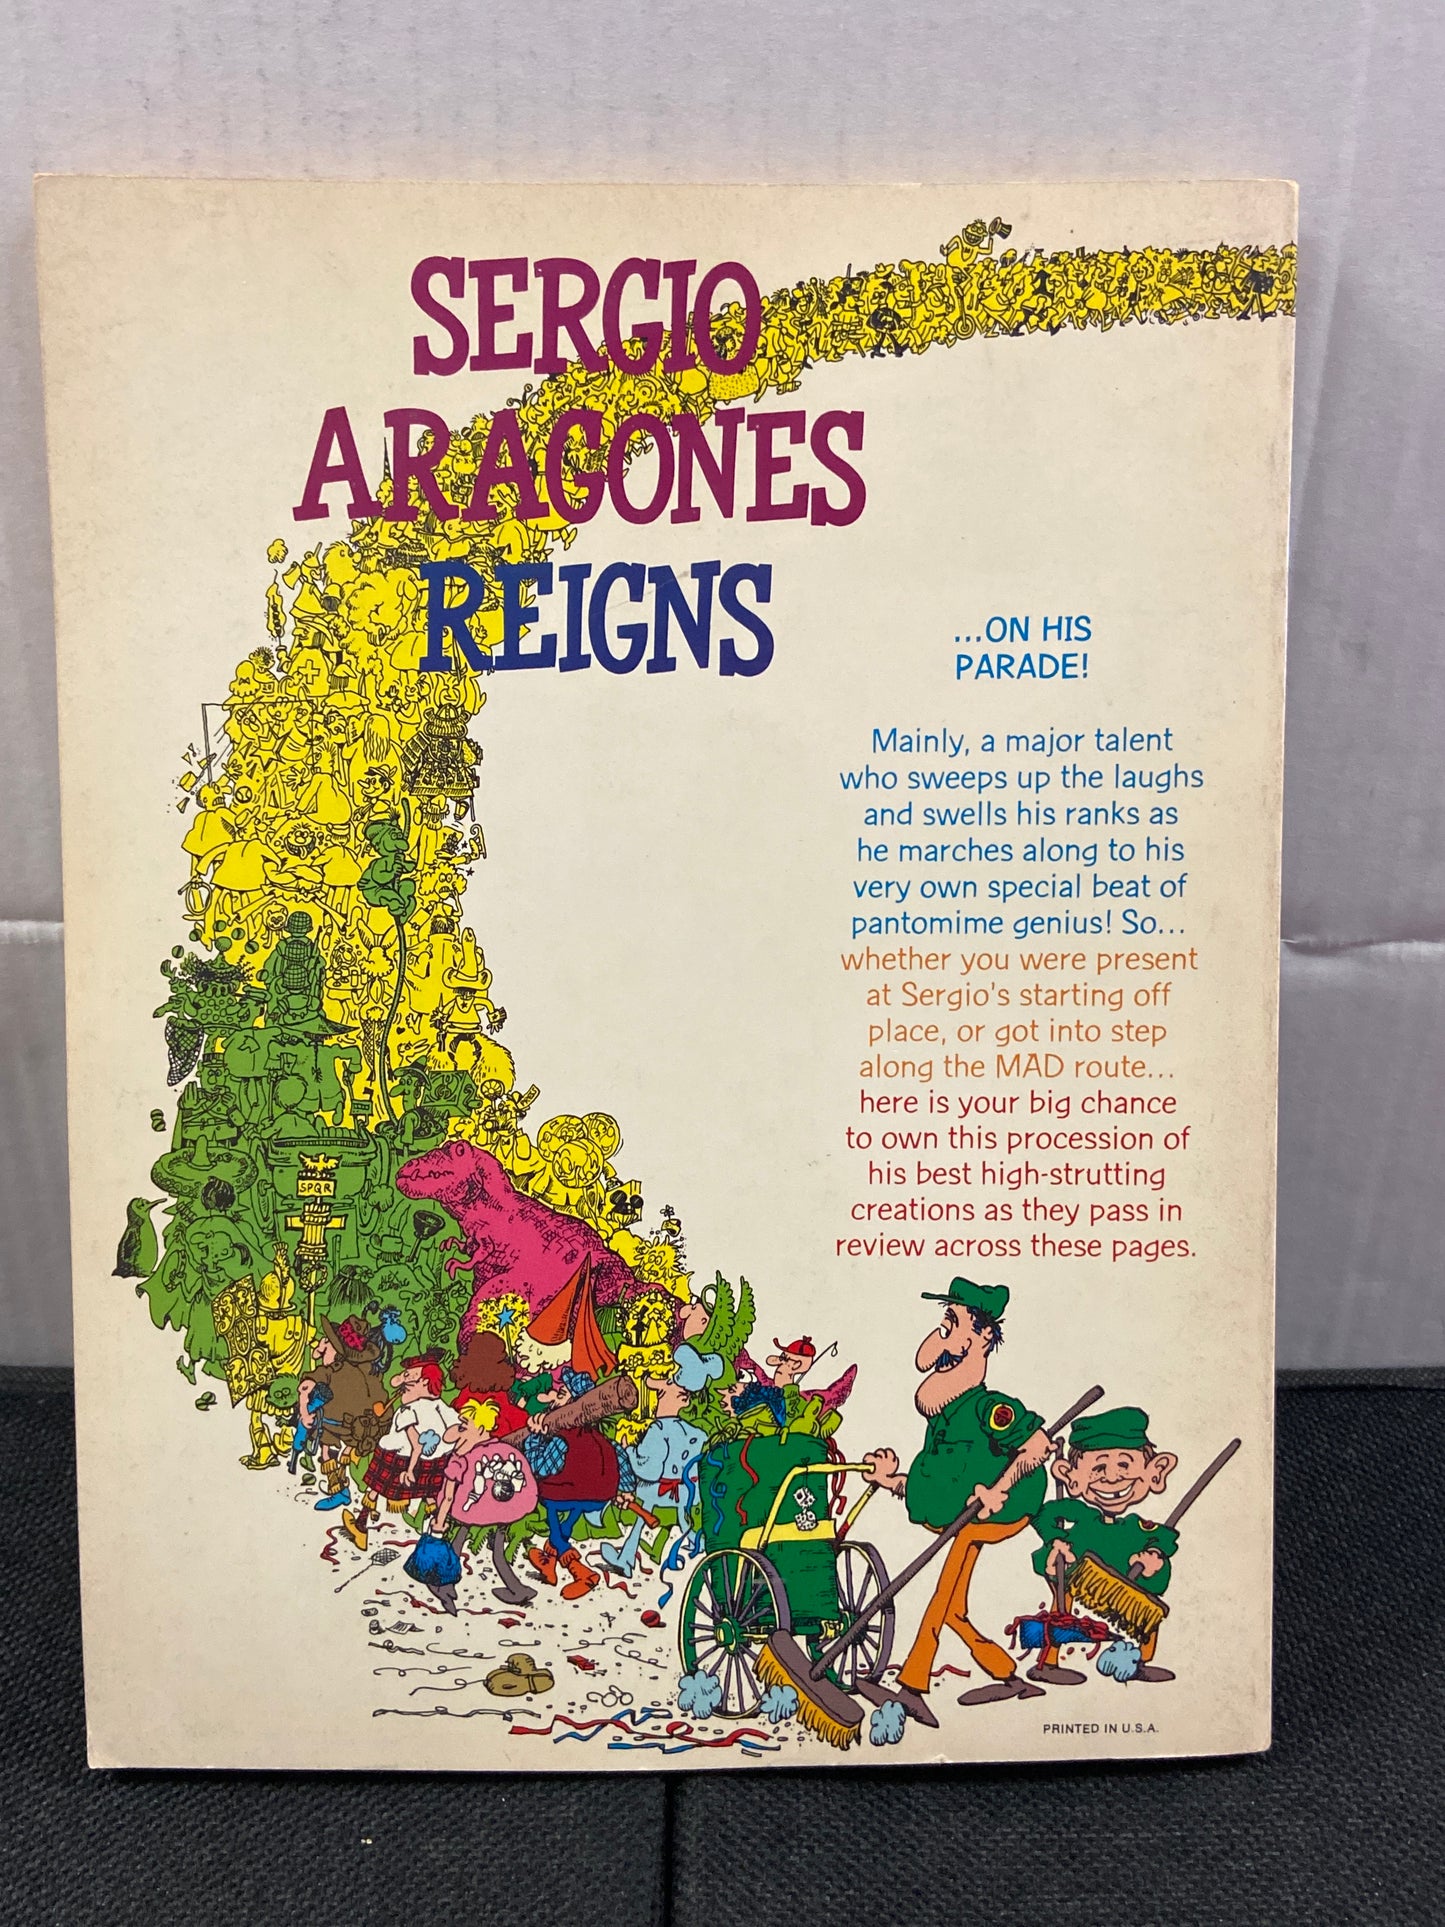 SERGIO
ARAGONES
REIGNS
...ON HIS
PARADE!
Mainly, a major talent
who sweeps up the laughs
and swells his ranks as
he marches along to his
very own special beat of
pantomime genius! So...
whether you were present
at Sergio's starting off
place, or got into step
along the MAD route...
here is your big chance
to own this procession of
his best high-strutting
creations as they pass in
review across these pages.
SPQR
PRINTED IN U.S.A.